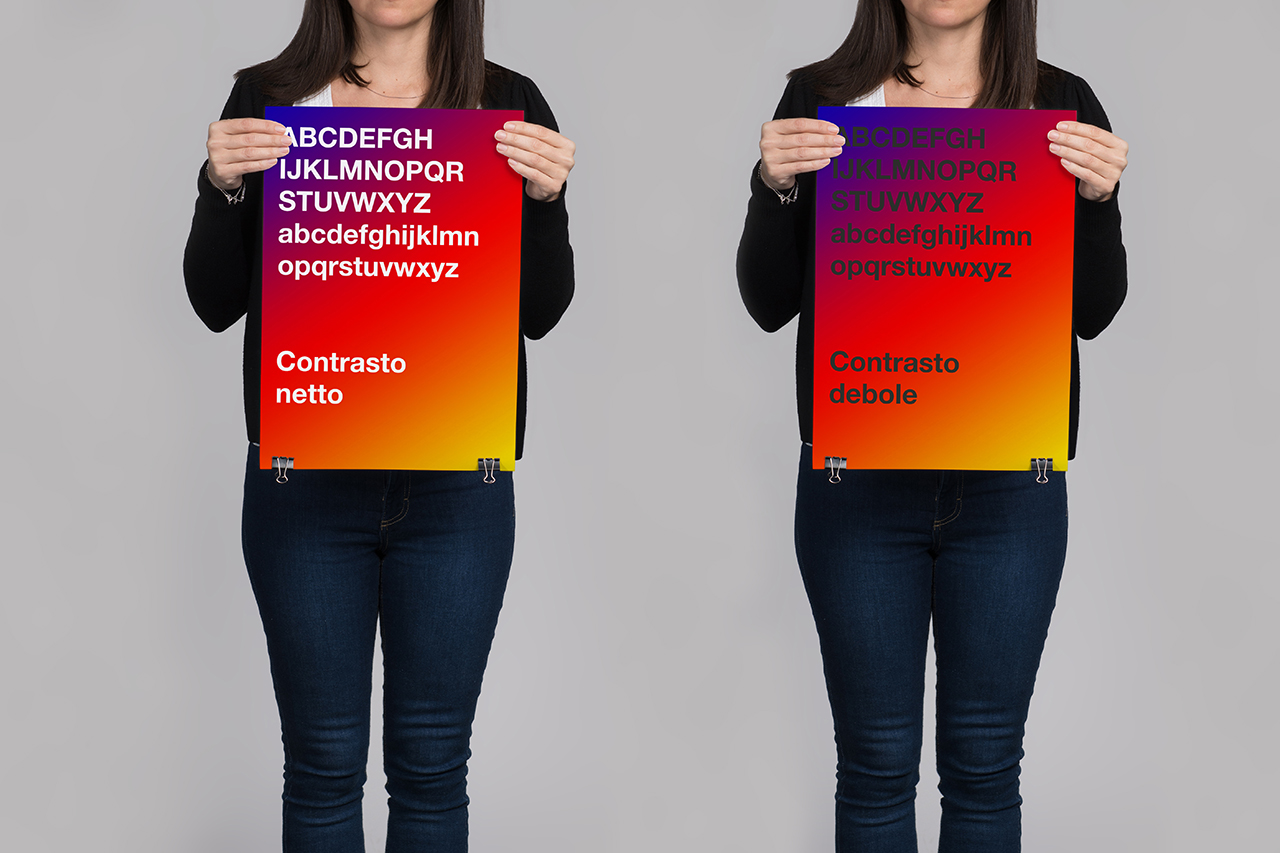 ABCDEFGH
IJKLMNOPQR
STUVWXYZ
abcdefghijklmn
opqrstuvwxyz
Contrasto
netto
ABCDEFGH
IJKLMNOPQR
STUVWXYZ
abcdefghijklmn
opqrstuvwxyz
Contrasto
debole